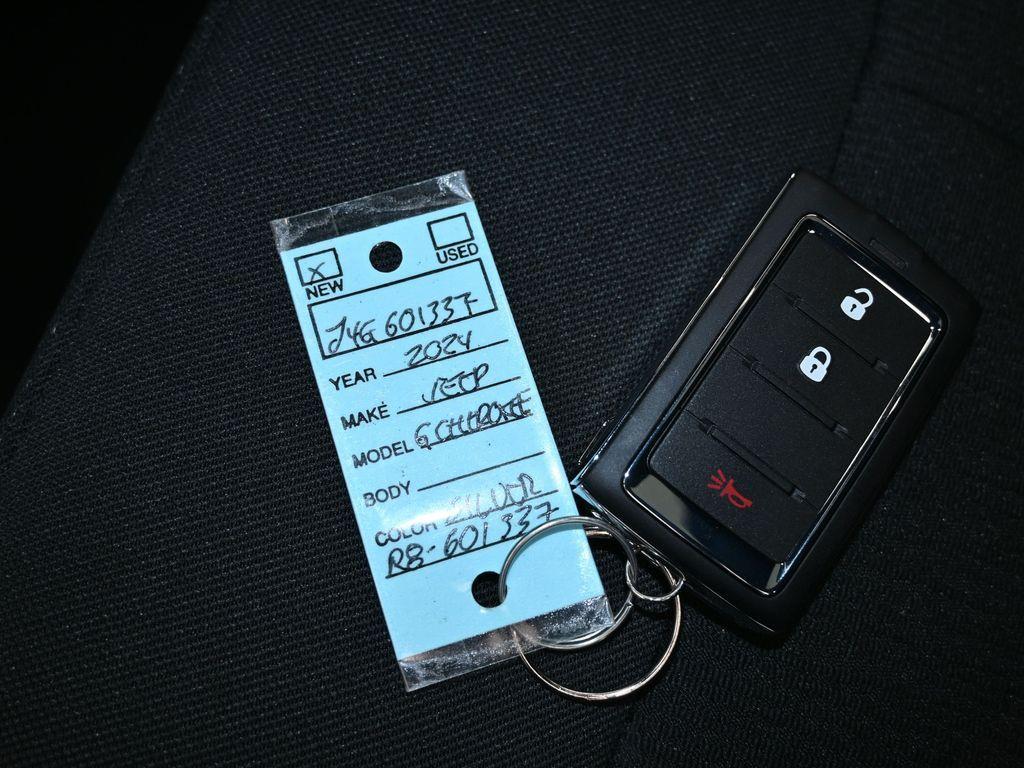 X
NEW USED
J4G 601337
YEAR 2024
MAKE JEEP
MODEL G CHEROKEE
BODY
COLOR SILVER
R8-601337